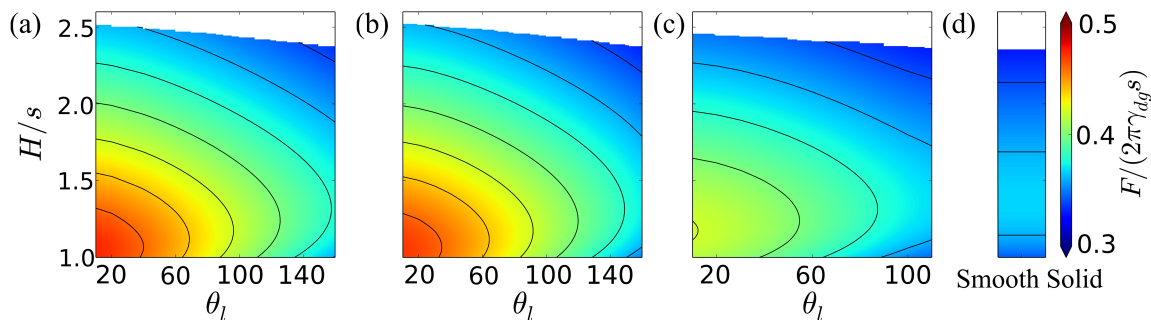 (a) (b) (c) (d)
H/s
2.5
2.0
1.5
1.0
20 60 100 140
θ_l
20 60 100 140
θ_l
20 60 100
θ_l
Smooth Solid
0.5
0.4
0.3
F/(2πγ_{dg}s)